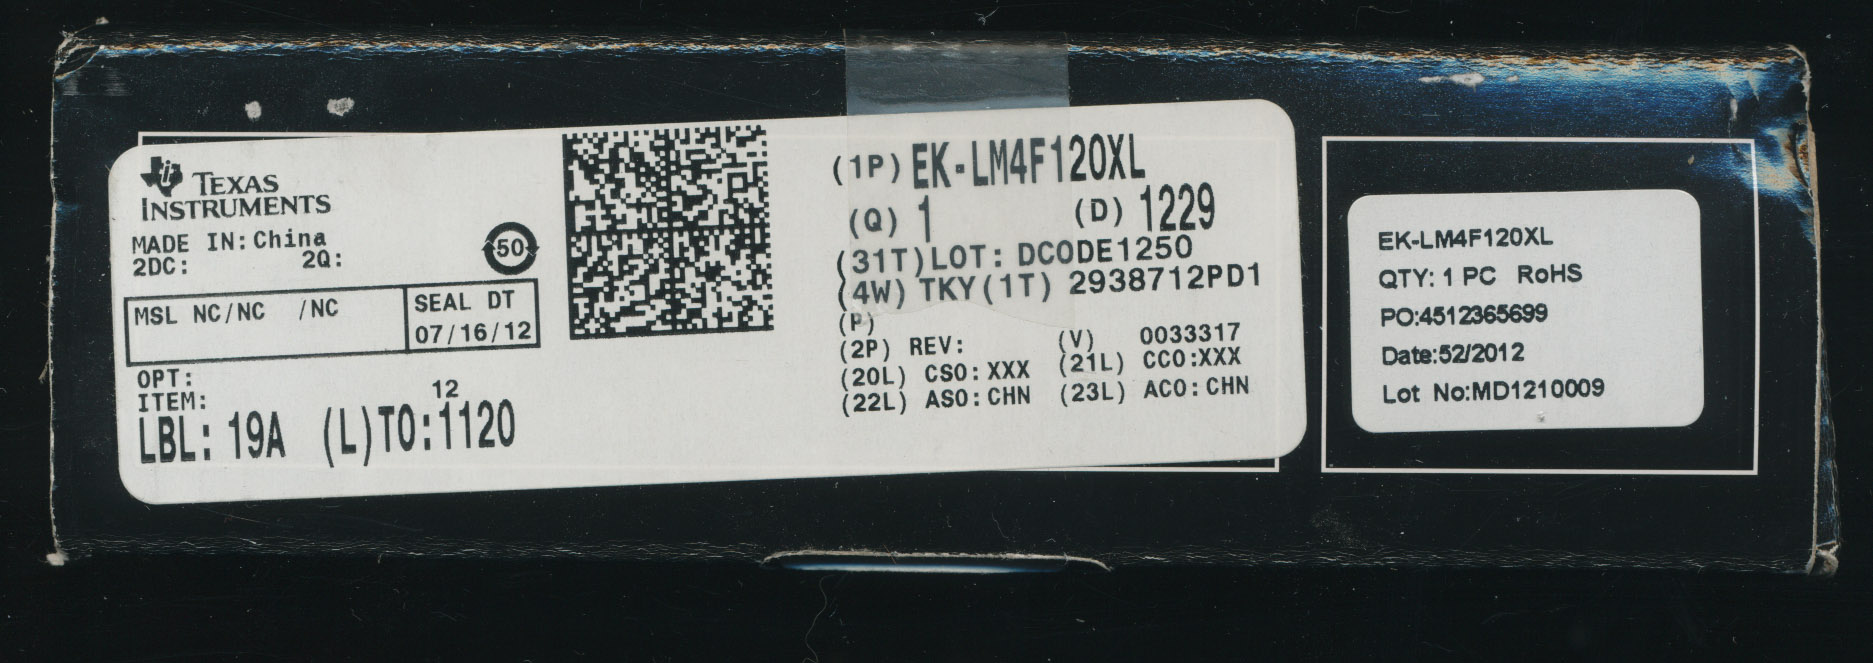 TEXAS
INSTRUMENTS
MADE IN: China
2DC: 2Q:
50
MSL NC/NC /NC
SEAL DT
07/16/12
OPT:
ITEM:
12
LBL: 19A (L)TO:1120
(1P) EK-LM4F120XL
(Q) 1 (D) 1229
(31T)LOT: DCODE1250
(4W) TKY(1T) 2938712PD1
(P)
(2P) REV: (V) 0033317
(20L) CSO: XXX (21L) CCO:XXX
(22L) ASO: CHN (23L) ACO: CHN
EK-LM4F120XL
QTY: 1 PC RoHS
PO:4512365699
Date:52/2012
Lot No:MD1210009